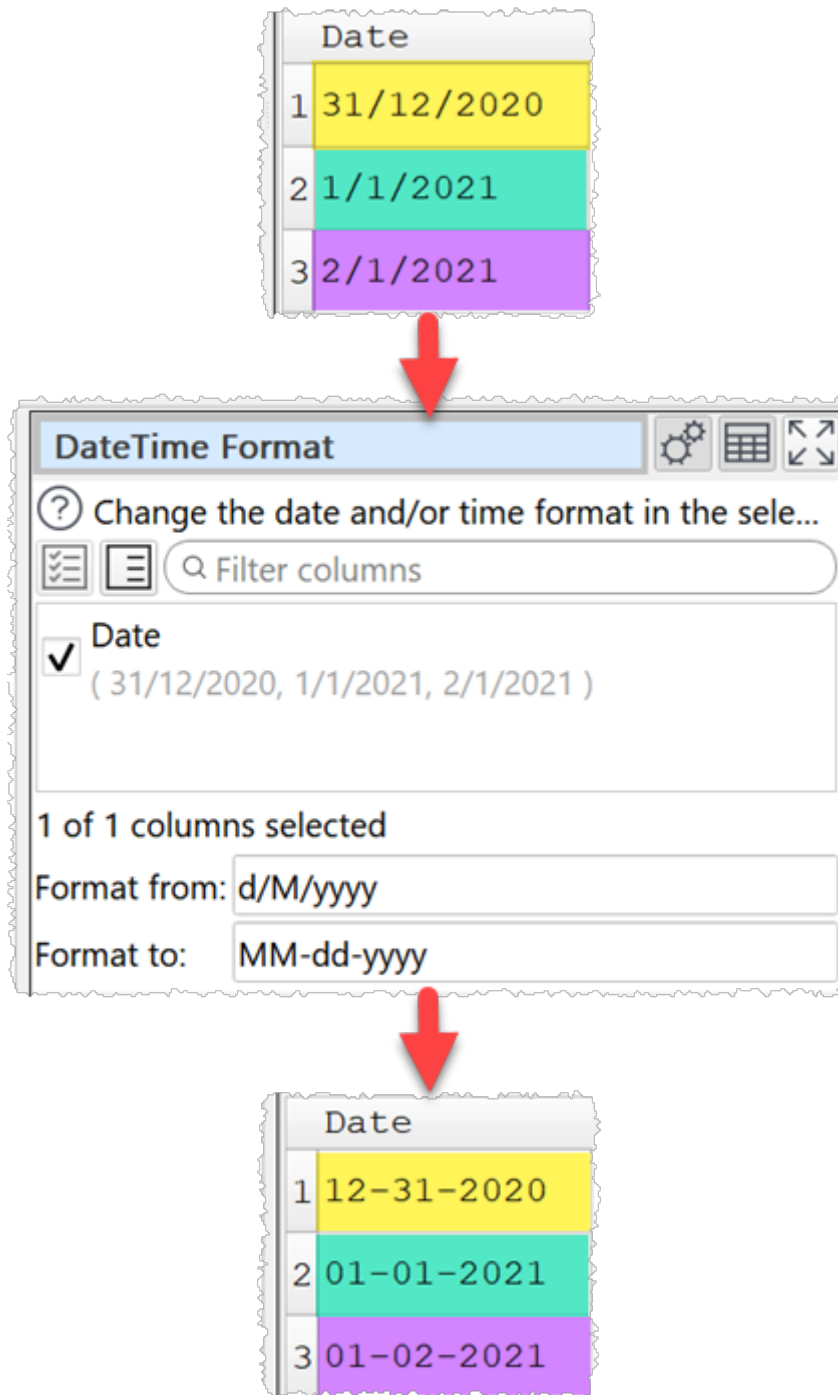 Date
1 31/12/2020
2 1/1/2021
3 2/1/2021
DateTime Format
? Change the date and/or time format in the sele...
Filter columns
Date
( 31/12/2020, 1/1/2021, 2/1/2021 )
1 of 1 columns selected
Format from: d/M/yyyy
Format to: MM-dd-yyyy
Date
1 12-31-2020
2 01-01-2021
3 01-02-2021